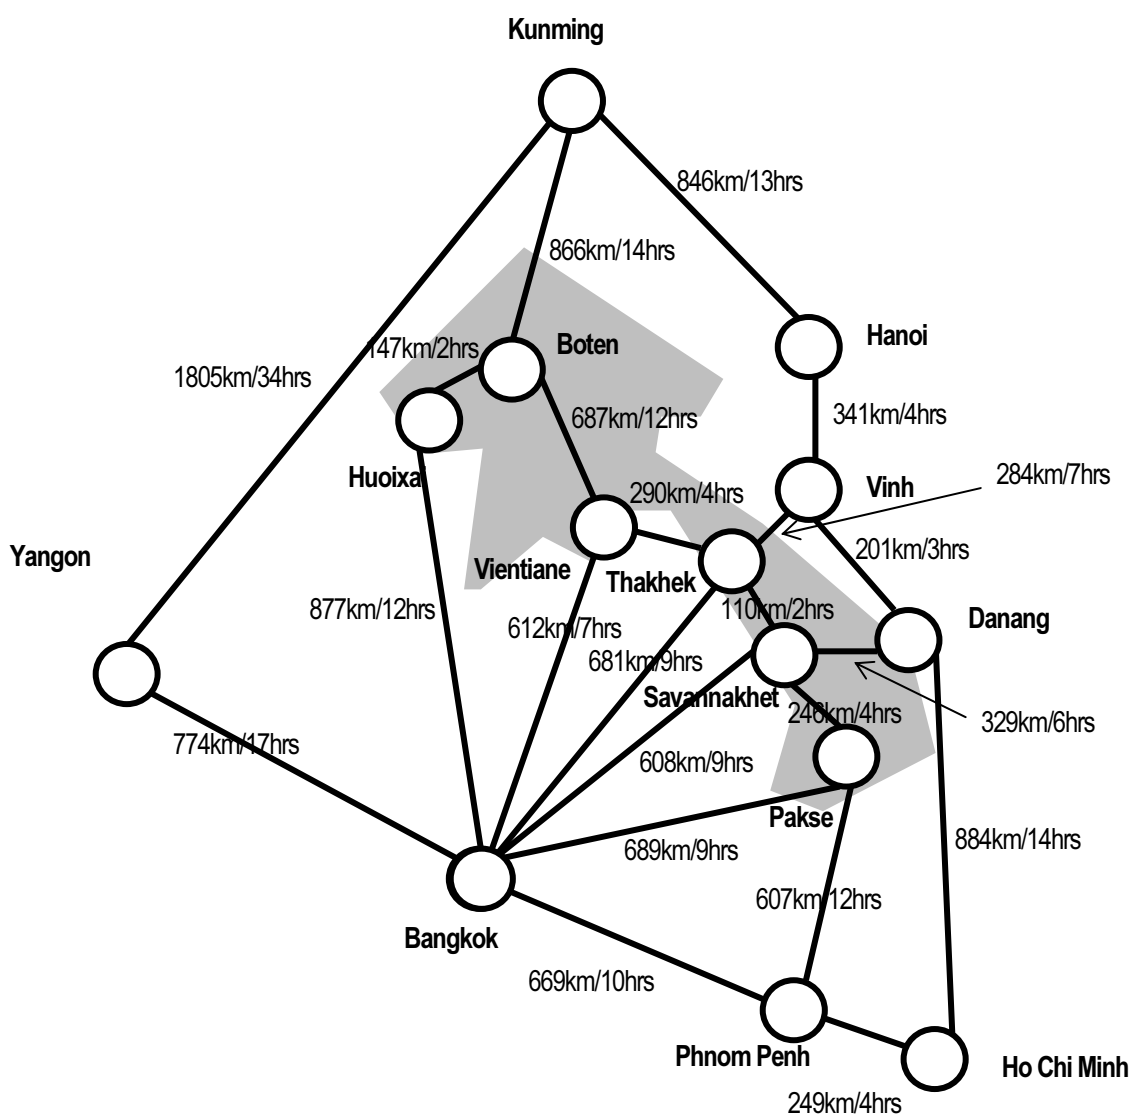 Kunming
846km/13hrs
866km/14hrs
Hanoi
Boten
147km/2hrs
1805km/34hrs
341km/4hrs
687km/12hrs
Huoixai
284km/7hrs
Vinh
290km/4hrs
201km/3hrs
Yangon
Vientiane
Thakhek
877km/12hrs
110km/2hrs
Danang
612km/7hrs
681km/9hrs
Savannakhet
246km/4hrs
329km/6hrs
774km/17hrs
608km/9hrs
Pakse
884km/14hrs
689km/9hrs
607km/12hrs
Bangkok
669km/10hrs
Phnom Penh
Ho Chi Minh
249km/4hrs